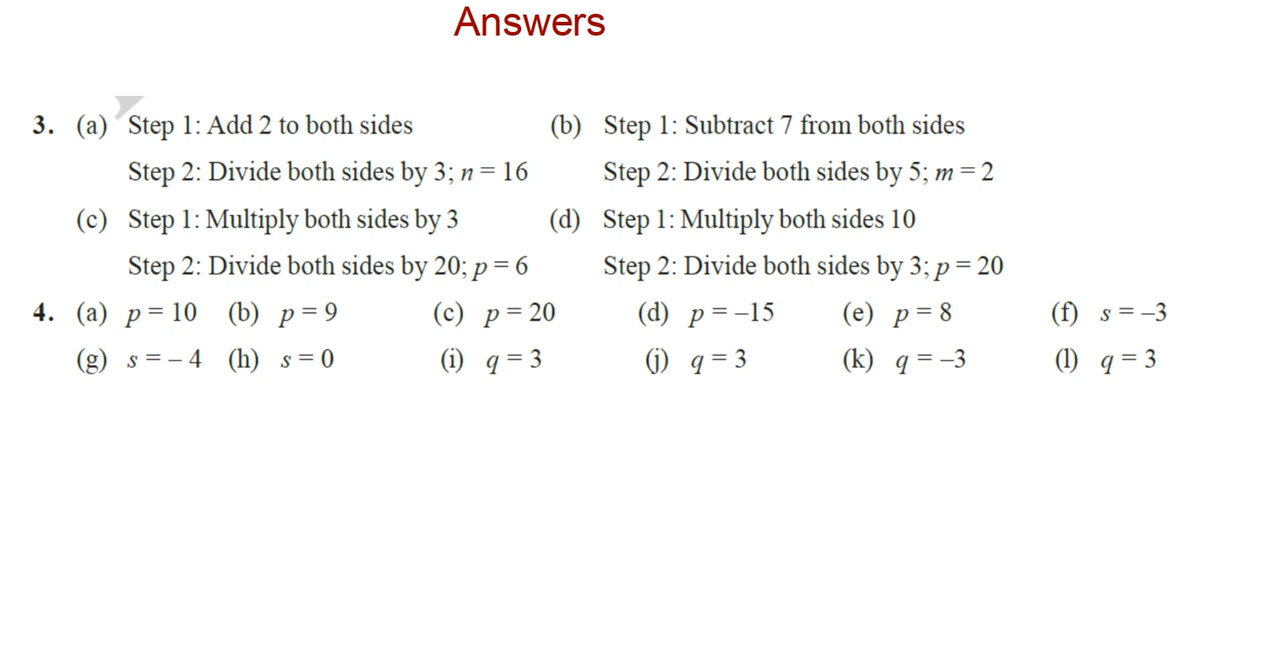 Answers
3. (a) Step 1: Add 2 to both sides (b) Step 1: Subtract 7 from both sides
Step 2: Divide both sides by 3; n = 16 Step 2: Divide both sides by 5; m = 2
(c) Step 1: Multiply both sides by 3 (d) Step 1: Multiply both sides 10
Step 2: Divide both sides by 20; p = 6 Step 2: Divide both sides by 3; p = 20
4. (a) p = 10 (b) p = 9 (c) p = 20 (d) p = –15 (e) p = 8 (f) s = –3
(g) s = – 4 (h) s = 0 (i) q = 3 (j) q = 3 (k) q = –3 (l) q = 3